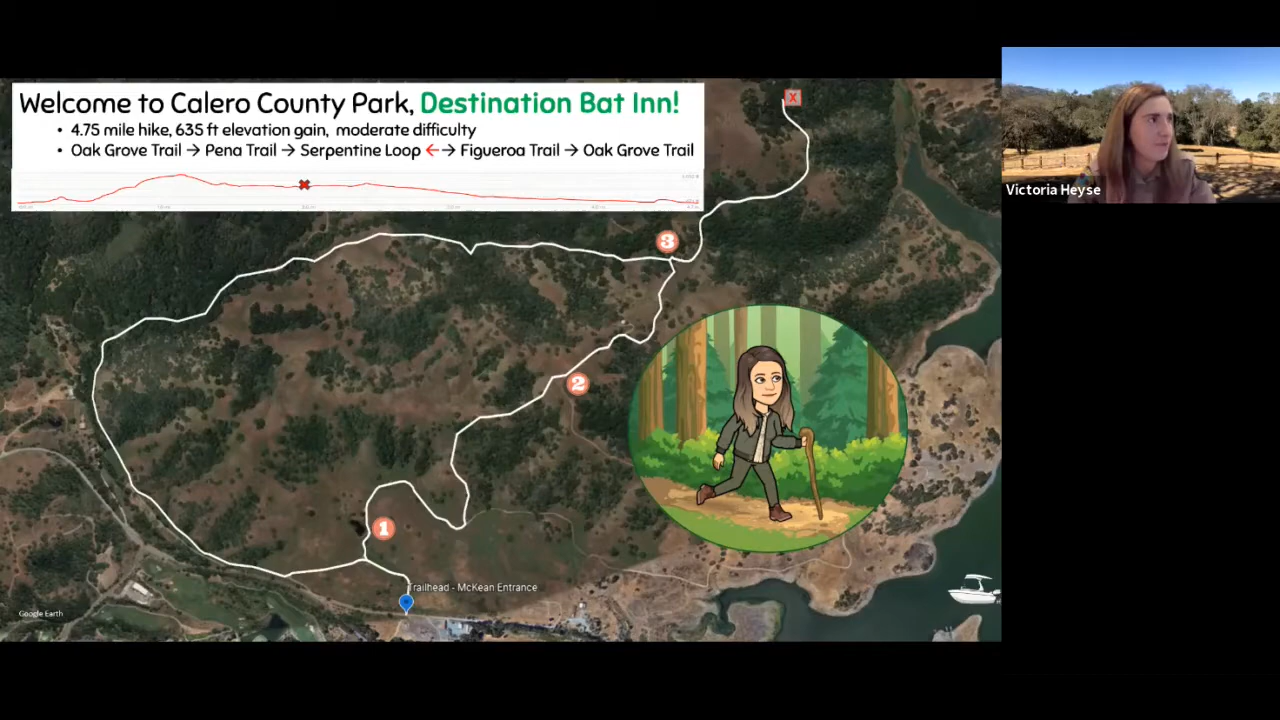 Welcome to Calero County Park, Destination Bat Inn!
• 4.75 mile hike, 635 ft elevation gain, moderate difficulty
• Oak Grove Trail → Pena Trail → Serpentine Loop ← → Figueroa Trail → Oak Grove Trail
X
Victoria Heyse
3
2
1
Trailhead - McKean Entrance
Google Earth